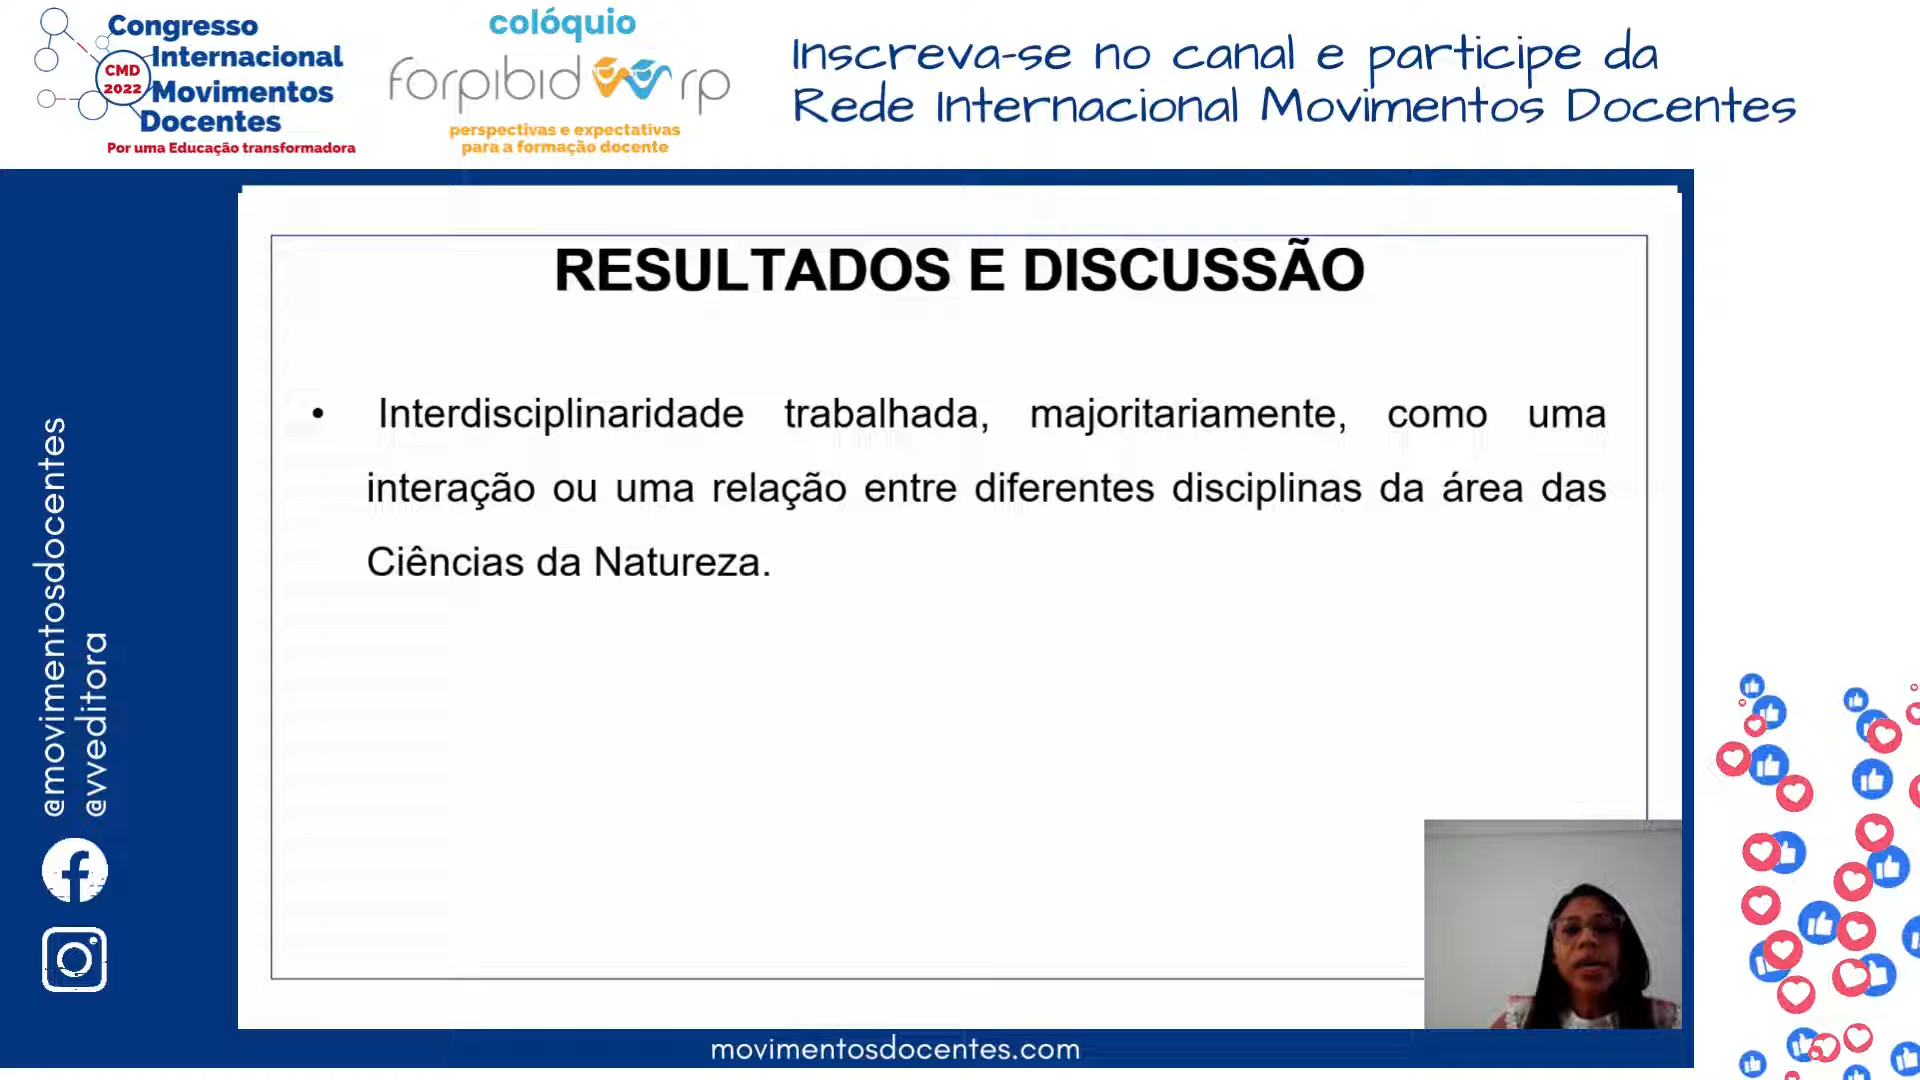 Congresso
Internacional
CMD
2022
Movimentos
Docentes
Por uma Educação transformadora
colóquio
forpibid rp
perspectivas e expectativas
para a formação docente
Inscreva-se no canal e participe da
Rede Internacional Movimentos Docentes
RESULTADOS E DISCUSSÃO
• Interdisciplinaridade trabalhada, majoritariamente, como uma
interação ou uma relação entre diferentes disciplinas da área das
Ciências da Natureza.
@movimentosdocentes
@vveditora
movimentosdocentes.com